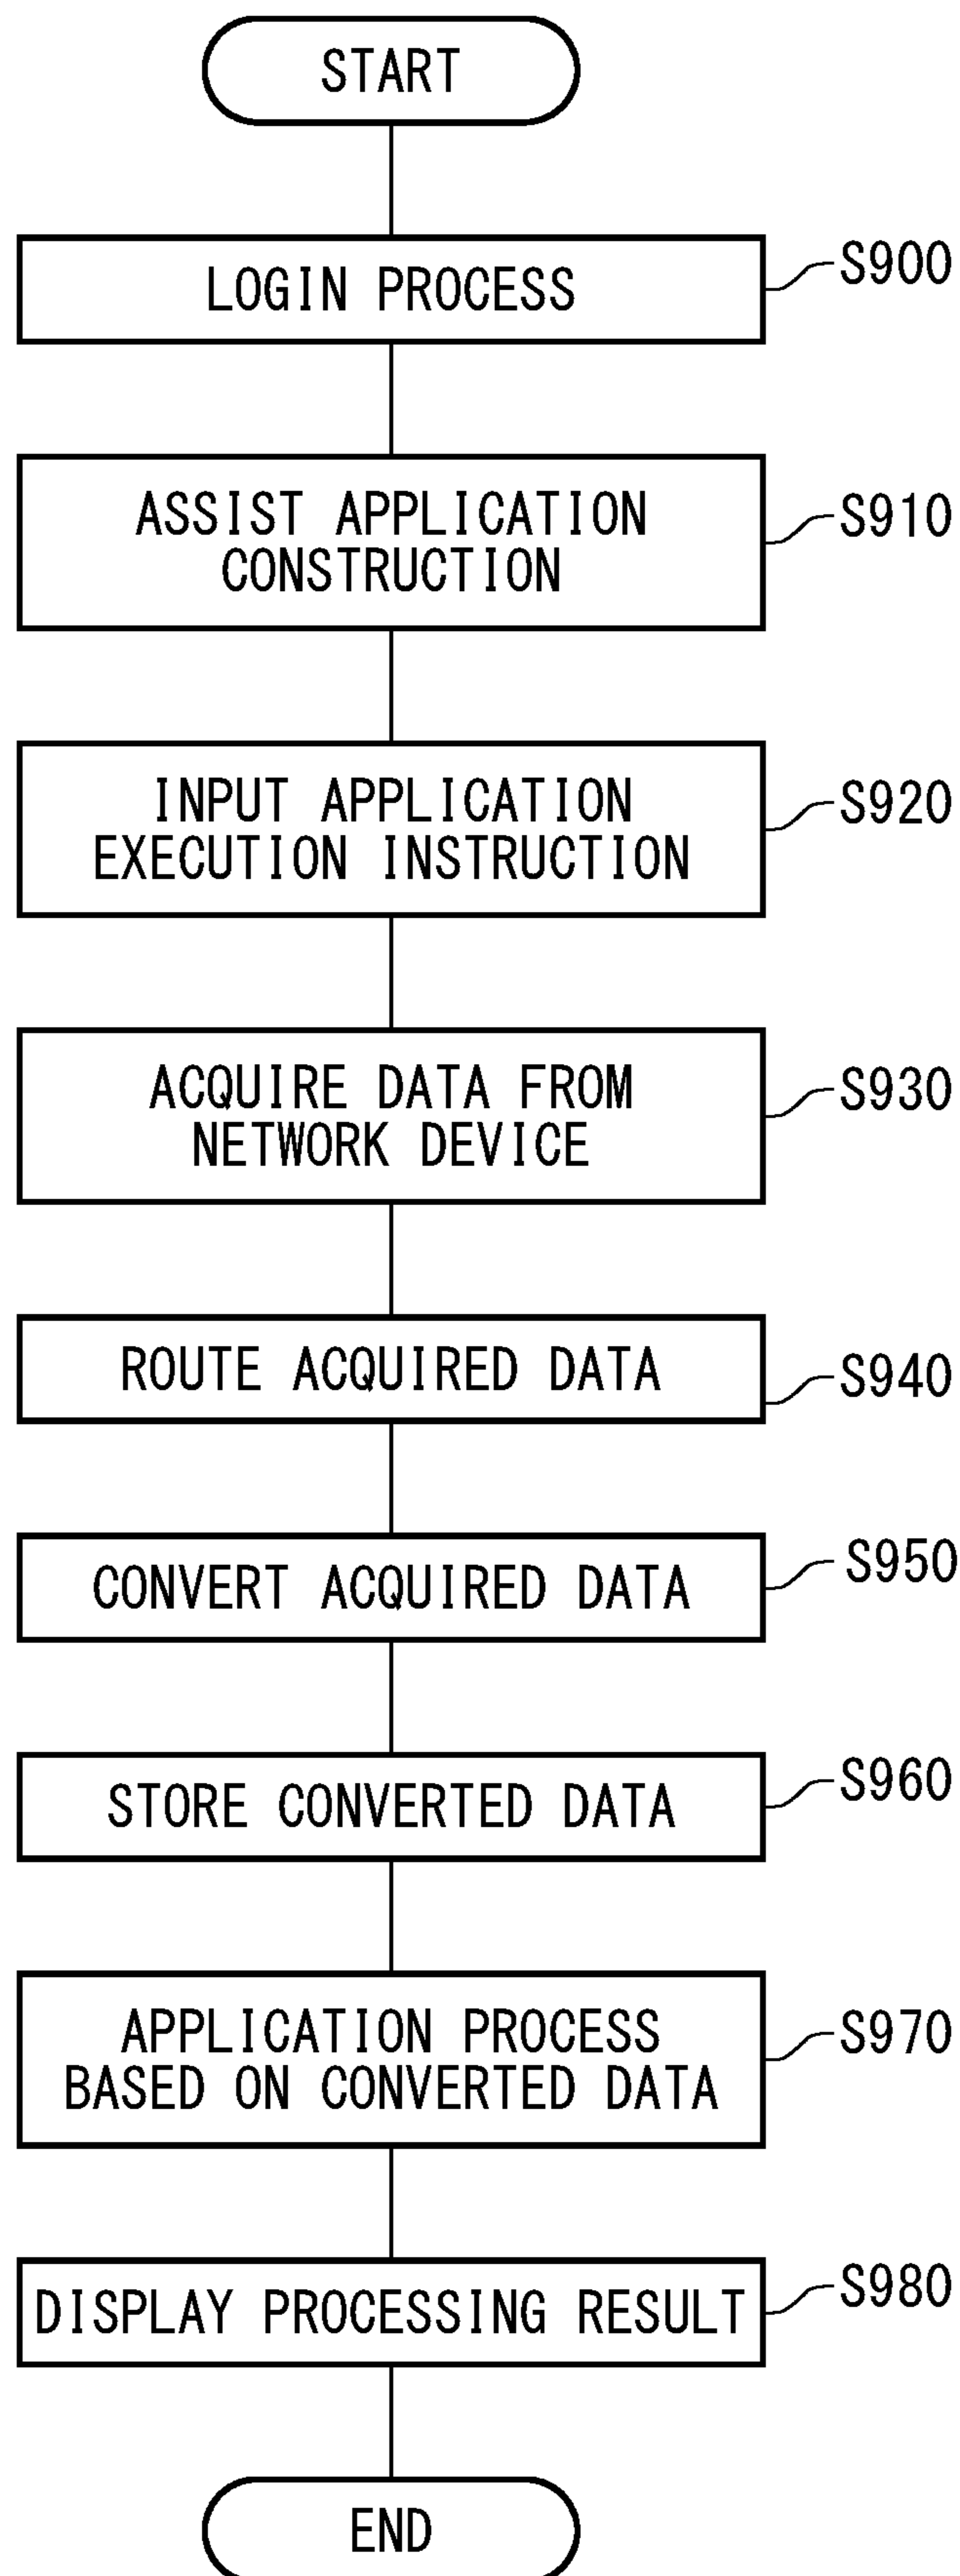 START
LOGIN PROCESS
S900
ASSIST APPLICATION
CONSTRUCTION
S910
INPUT APPLICATION
EXECUTION INSTRUCTION
S920
ACQUIRE DATA FROM
NETWORK DEVICE
S930
ROUTE ACQUIRED DATA
S940
CONVERT ACQUIRED DATA
S950
STORE CONVERTED DATA
S960
APPLICATION PROCESS
BASED ON CONVERTED DATA
S970
DISPLAY PROCESSING RESULT
S980
END